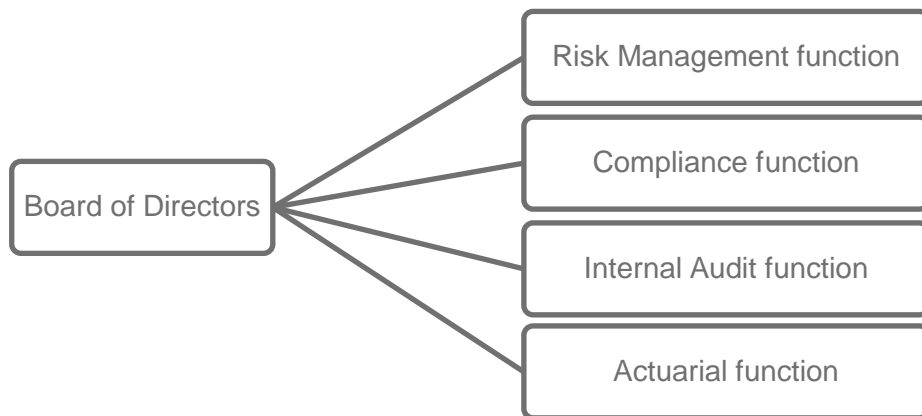 Risk Management function
Compliance function
Board of Directors
Internal Audit function
Actuarial function